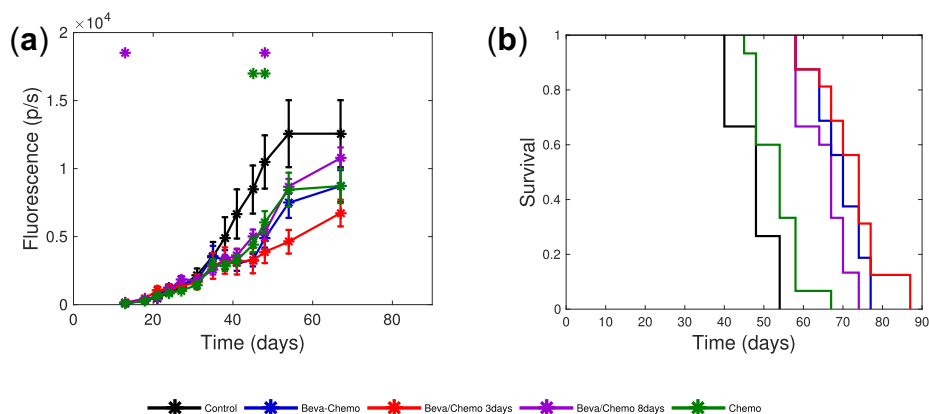 (a)
×10⁴
2
1.5
1
0.5
0
0 20 40 60 80
Fluorescence (p/s)
Time (days)
(b)
1
0.8
0.6
0.4
0.2
0
0 10 20 30 40 50 60 70 80 90
Survival
Time (days)
Control Beva-Chemo Beva/Chemo 3days Beva/Chemo 8days Chemo